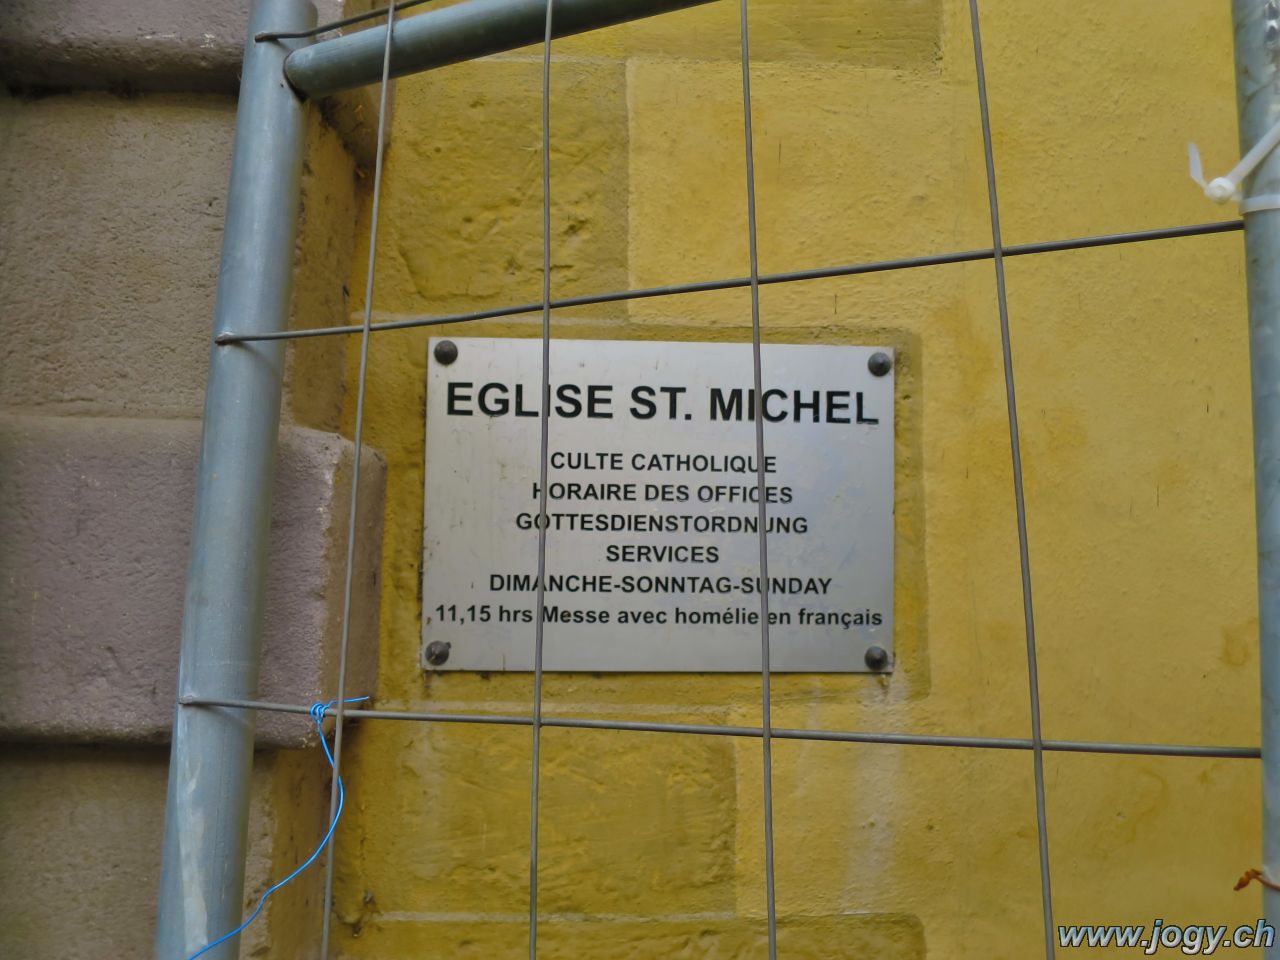 EGLISE ST. MICHEL
CULTE CATHOLIQUE
HORAIRE DES OFFICES
GOTTESDIENSTORDNUNG
SERVICES
DIMANCHE-SONNTAG-SUNDAY
11,15 hrs Messe avec homélie en français
www.jogy.ch